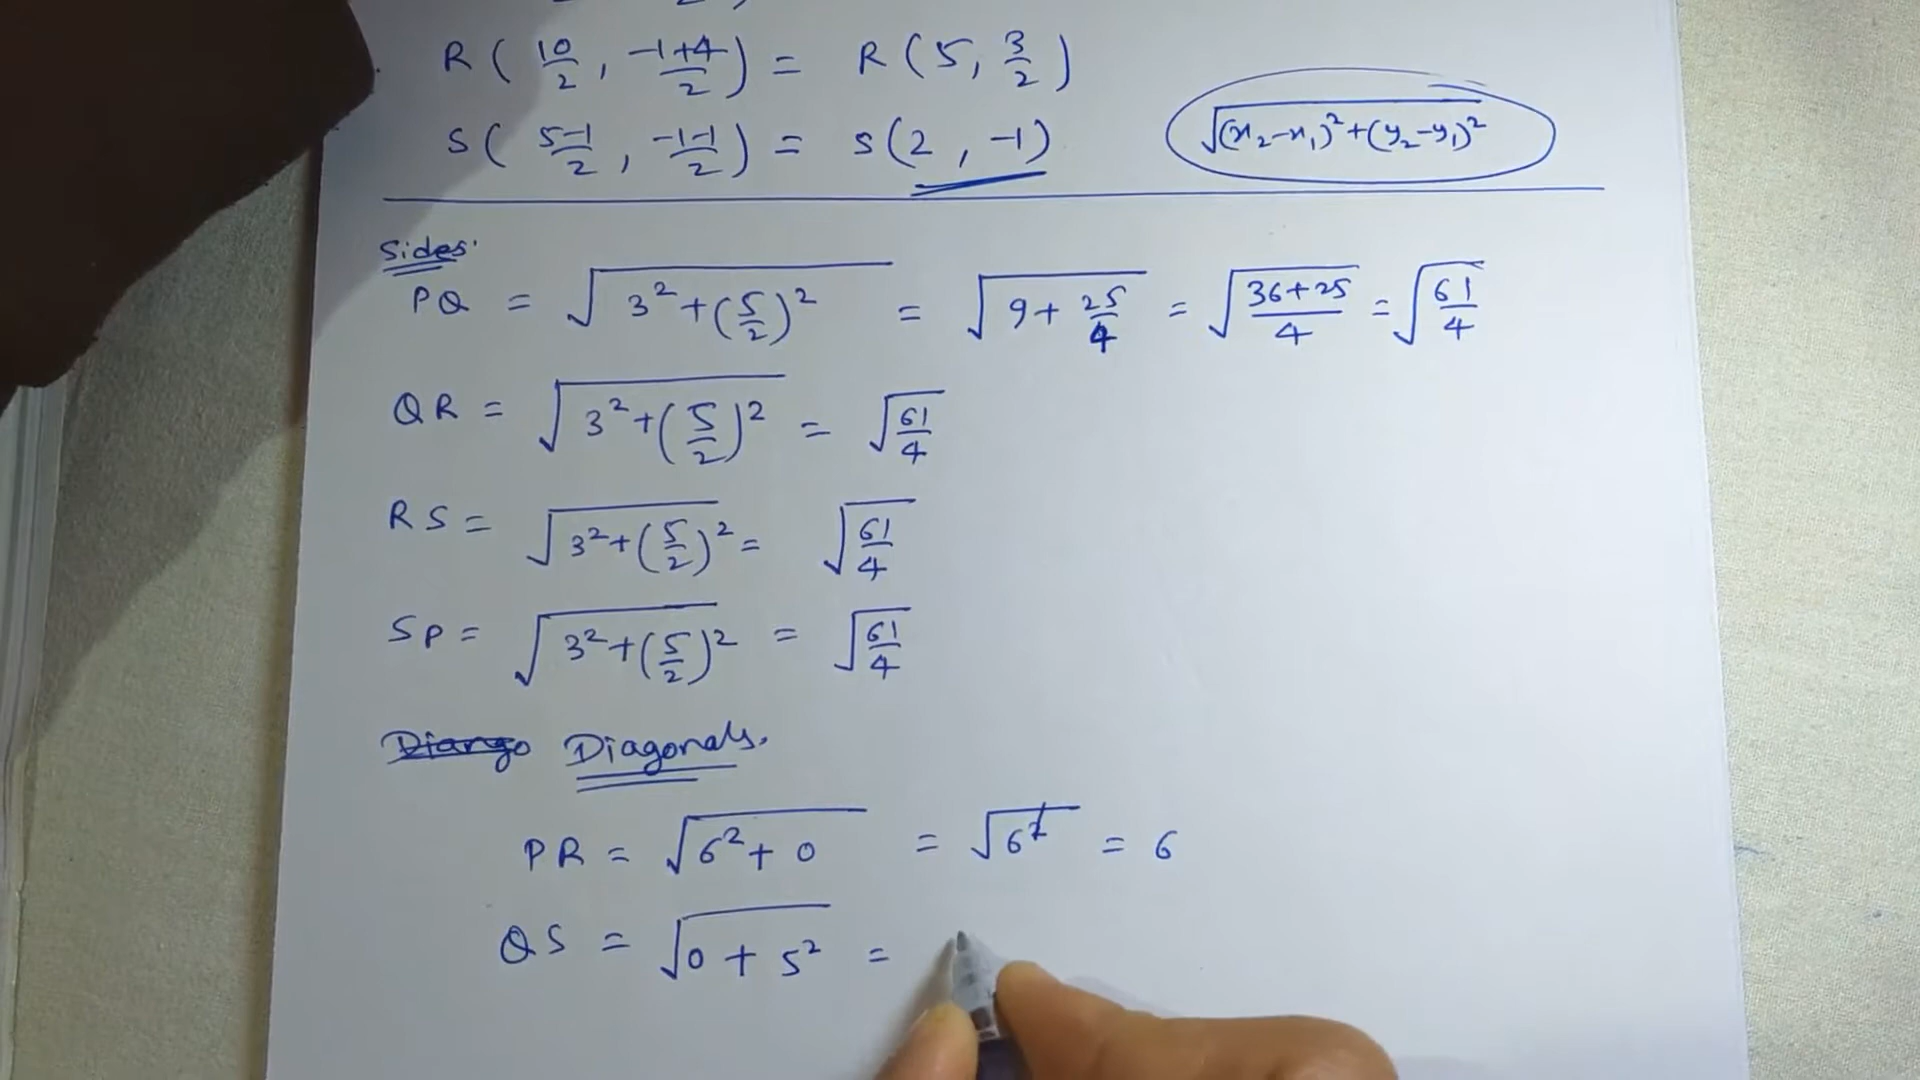 R ( 10/2 , -1+4/2 ) = R ( 5 , 3/2 )
S ( 5-1/2 , -1-1/2 ) = S ( 2 , -1 )
√(x₂-x₁)²+(y₂-y₁)²
Sides:
PQ = √3²+(5/2)² = √9+25/4 = √36+25/4 = √61/4
QR = √3²+(5/2)² = √61/4
RS = √3²+(5/2)² = √61/4
SP = √3²+(5/2)² = √61/4
Diango Diagonals.
PR = √6²+0 = √6² = 6
QS = √0+5² =